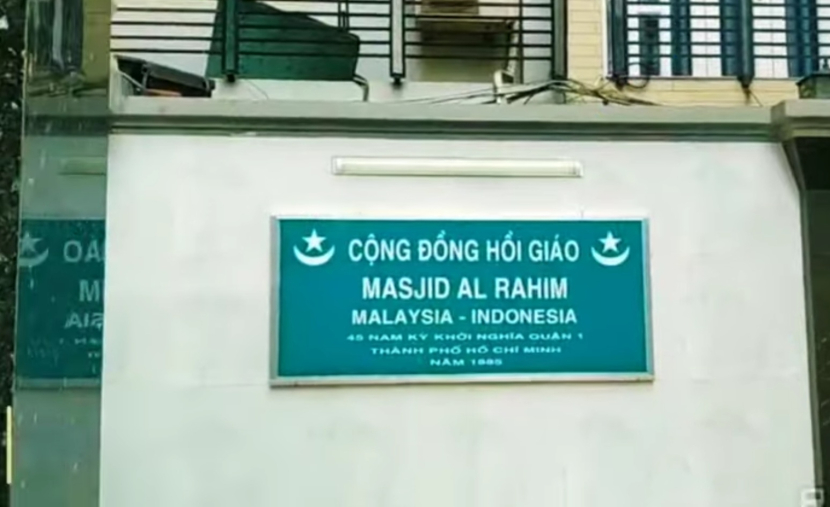 CỘNG ĐỒNG HỒI GIÁO
MASJID AL RAHIM
MALAYSIA - INDONESIA
45 NAM KỲ KHỞI NGHĨA QUẬN 1
THÀNH PHỐ HỒ CHÍ MINH
NĂM 1885